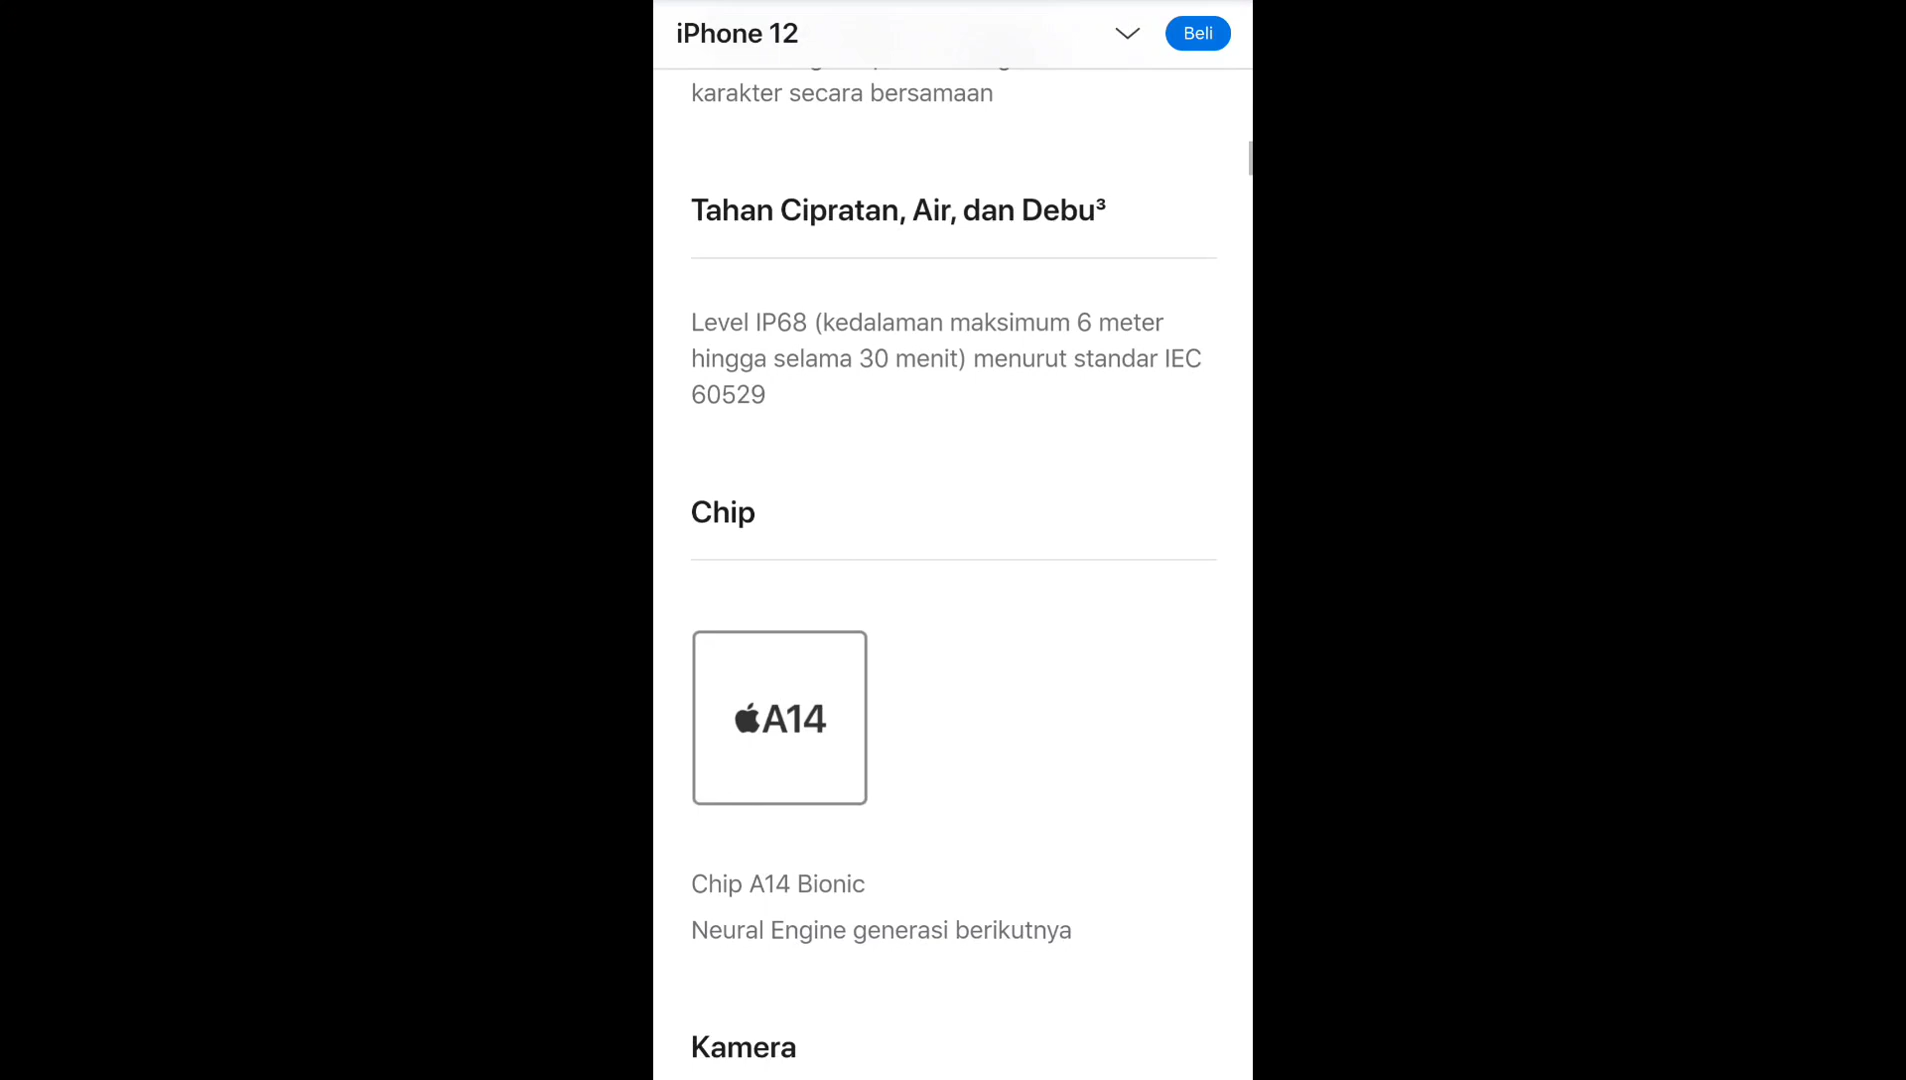 iPhone 12
Beli
karakter secara bersamaan
Tahan Cipratan, Air, dan Debu³
Level IP68 (kedalaman maksimum 6 meter
hingga selama 30 menit) menurut standar IEC
60529
Chip
A14
Chip A14 Bionic
Neural Engine generasi berikutnya
Kamera